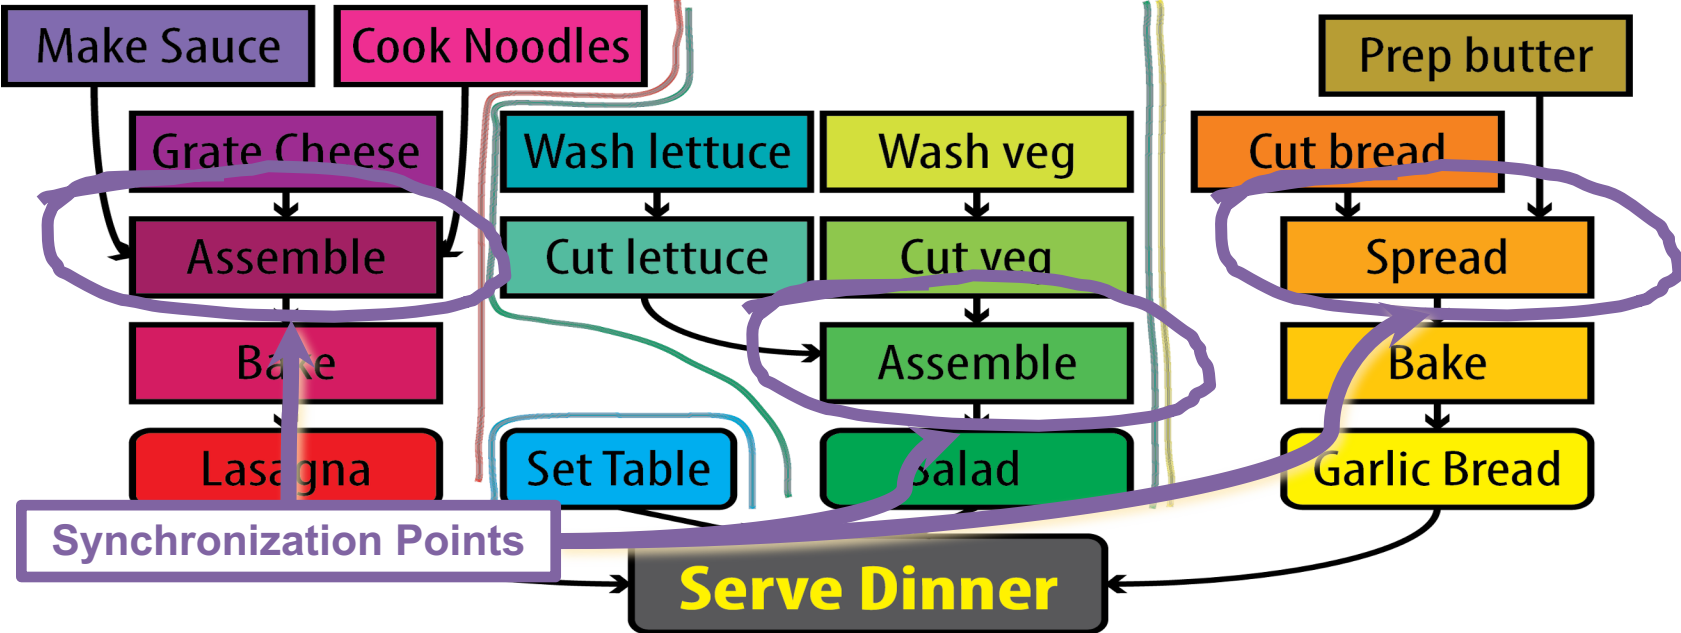 Make Sauce
Cook Noodles
Prep butter
Grate Cheese
Wash lettuce
Wash veg
Cut bread
Assemble
Cut lettuce
Cut veg
Spread
Bake
Assemble
Bake
Lasagna
Set Table
Salad
Garlic Bread
Synchronization Points
Serve Dinner